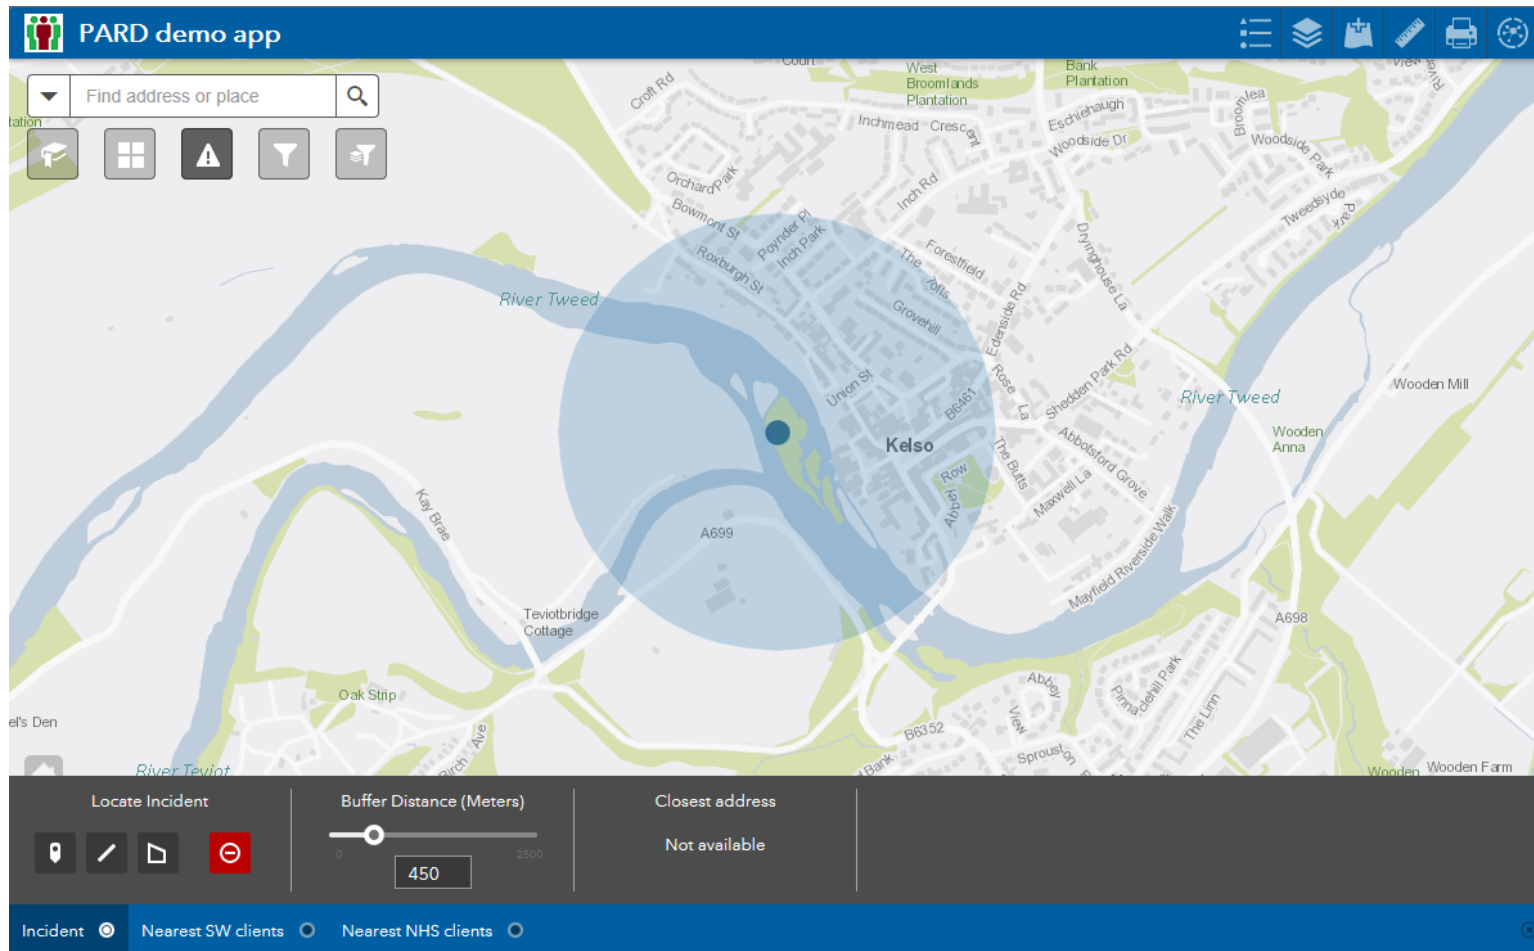 PARD demo app
Find address or place
Court
West
Broomlands
Plantation
Bank
Plantation
Croft Rd
Inchmead Crescent
Eschiehaugh
Woodside Dr
Broomlea
Woodside Park
Orchard Park
Inch Rd
Tweedsyde
Park
Bowmont St
Poynder Pl
Inch Park
Roxburgh St
The
Tofts
Forestfield
Dryinghouse La
River Tweed
Grovehill
Edenside Rd
Union St
B6461
Rose La
Shedden Park Rd
River Tweed
Wooden Mill
Wooden
Anna
Kelso
Abbey Row
The Butts
Abbotsford Grove
Maxwell La
Kay Brae
A699
Mayfield Riverside Walk
Teviotbridge
Cottage
A698
Oak Strip
Abbey
View
Pinnaclehill Park
The Linn
el's Den
B6352
Sprouston
Birch Ave
Bank
River Teviot
Wooden
Wooden Farm
Locate Incident
Buffer Distance (Meters)
Closest address
0
2500
450
Not available
Incident
Nearest SW clients
Nearest NHS clients